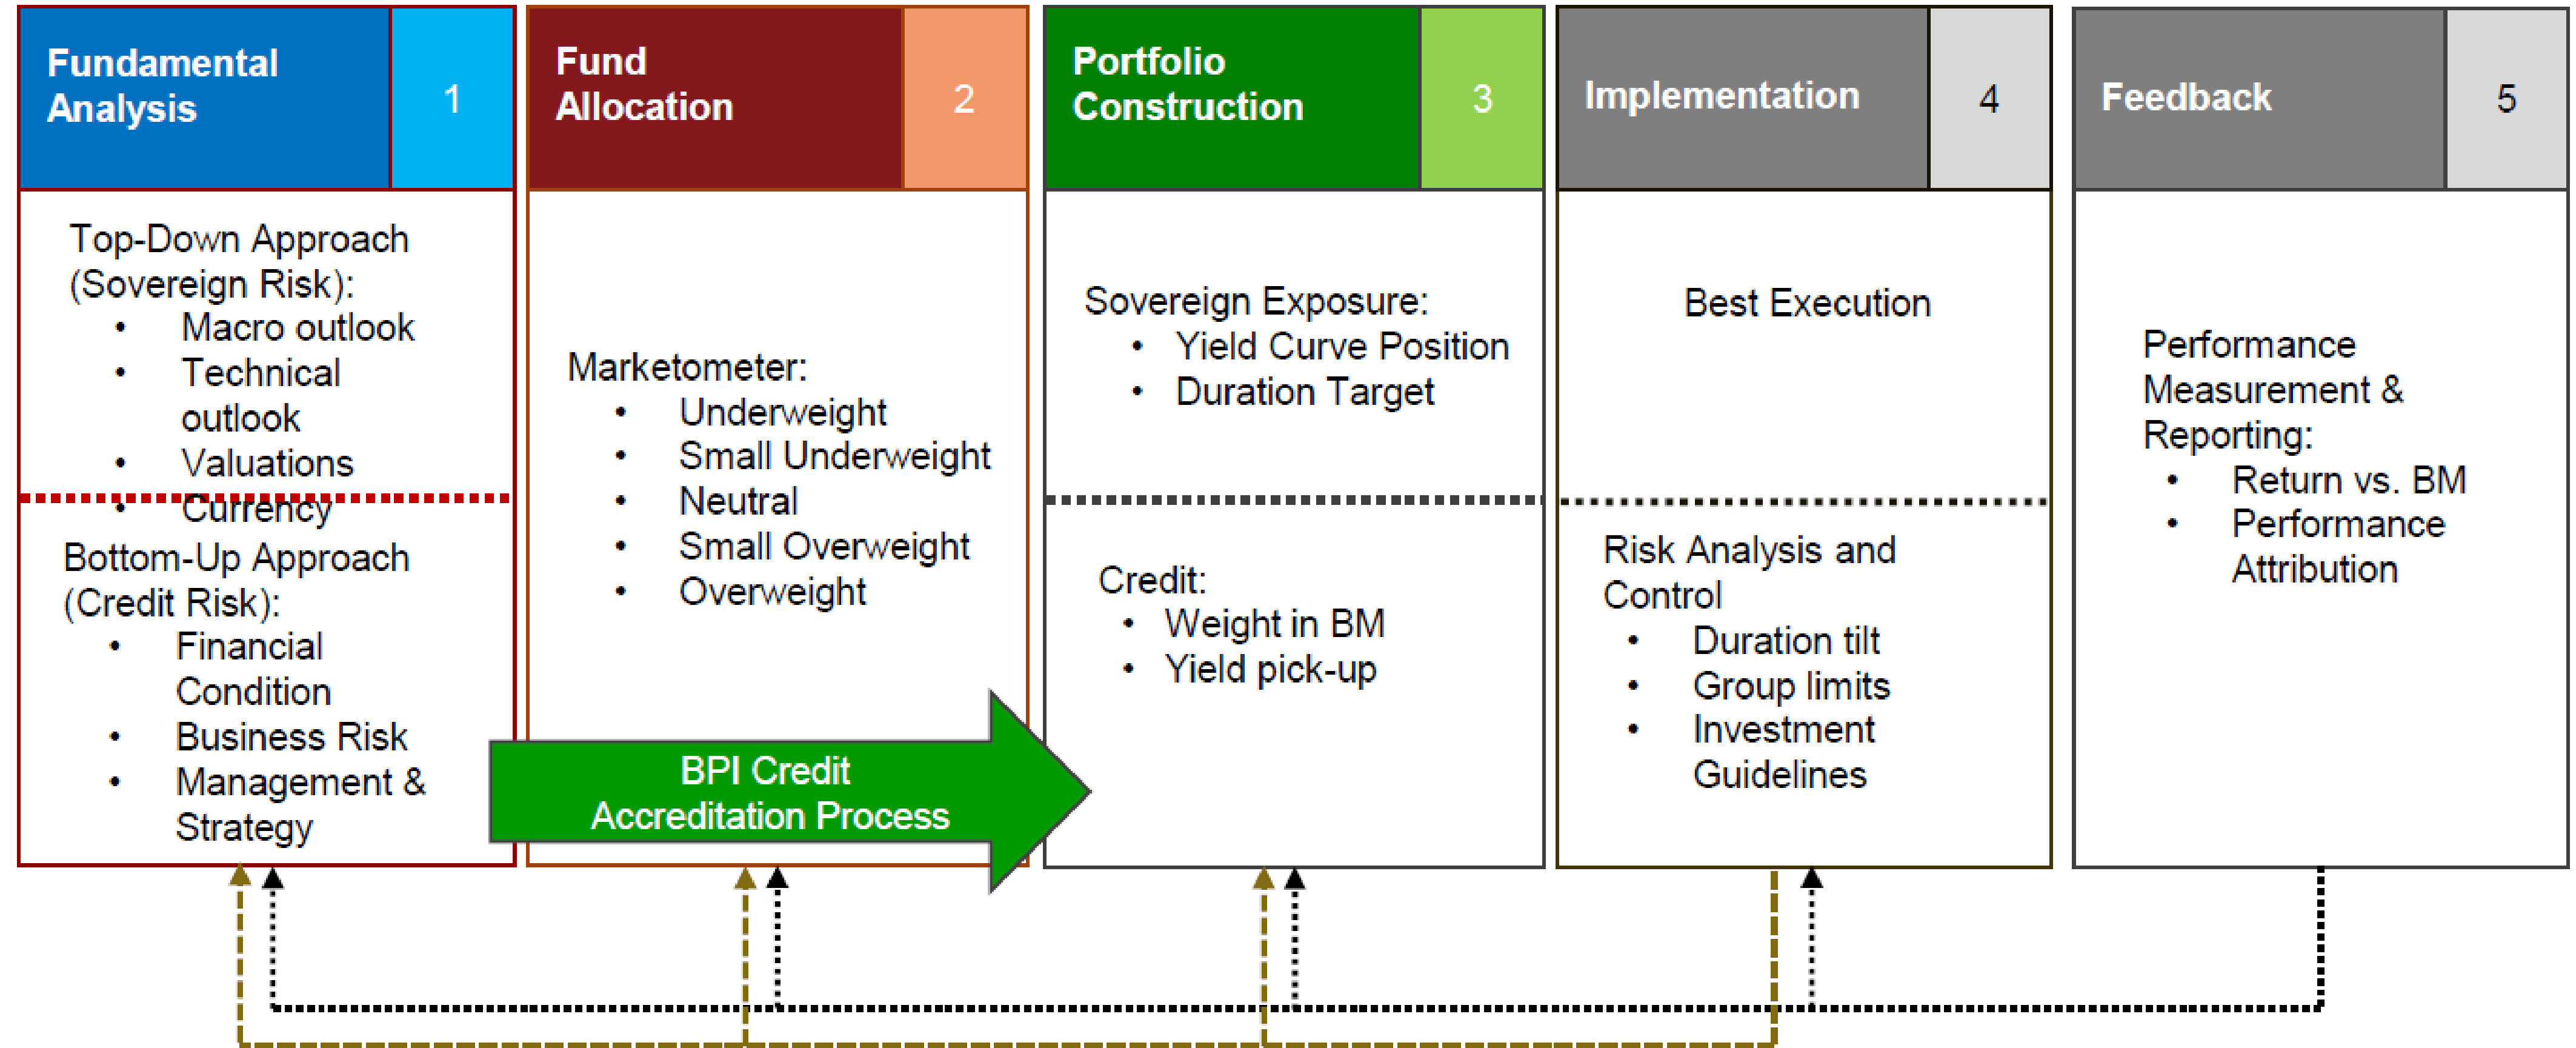 Fundamental
Analysis
1
Top-Down Approach
(Sovereign Risk):
• Macro outlook
• Technical
outlook
• Valuations
• Currency
Bottom-Up Approach
(Credit Risk):
• Financial
Condition
• Business Risk
• Management &
Strategy
Fund
Allocation
2
Marketometer:
• Underweight
• Small Underweight
• Neutral
• Small Overweight
• Overweight
BPI Credit
Accreditation Process
Portfolio
Construction
3
Sovereign Exposure:
• Yield Curve Position
• Duration Target
Credit:
• Weight in BM
• Yield pick-up
Implementation
4
Best Execution
Risk Analysis and
Control
• Duration tilt
• Group limits
• Investment
Guidelines
Feedback
5
Performance
Measurement &
Reporting:
• Return vs. BM
• Performance
Attribution